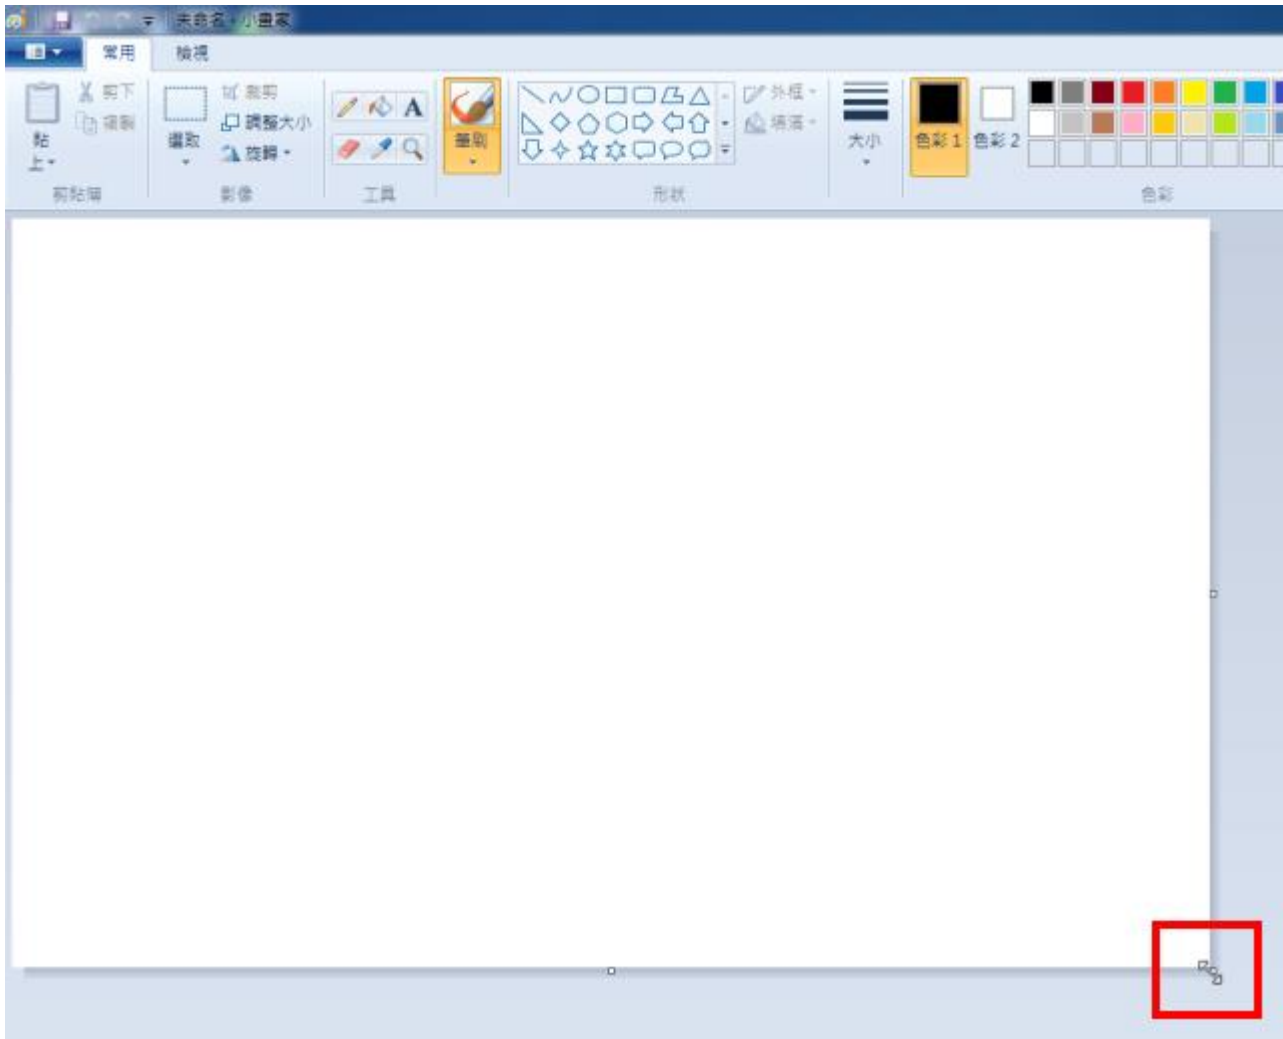 未命名 - 小畫家
常用 檢視
剪下
複製
貼
上
選取
裁剪
調整大小
旋轉
A
筆刷
外框
填滿
大小
色彩 1 色彩 2
剪貼簿 影像 工具 形狀 色彩